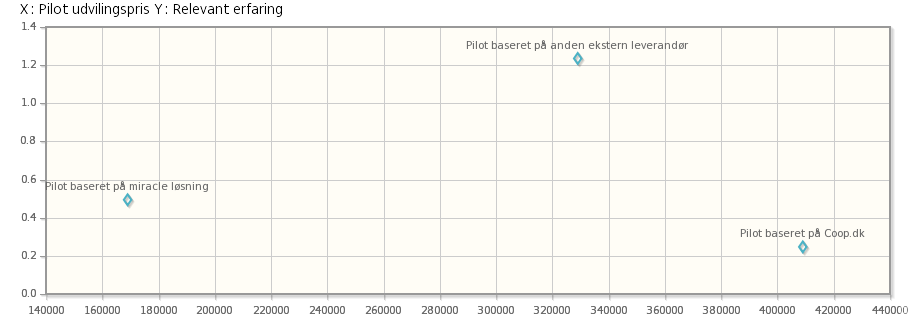 X: Pilot udvilingspris Y: Relevant erfaring
1.4
Pilot baseret på anden ekstern leverandør
1.2
1.0
0.8
0.6
Pilot baseret på miracle løsning
0.4
Pilot baseret på Coop.dk
0.2
0.0
140000 160000 180000 200000 220000 240000 260000 280000 300000 320000 340000 360000 380000 400000 420000 440000